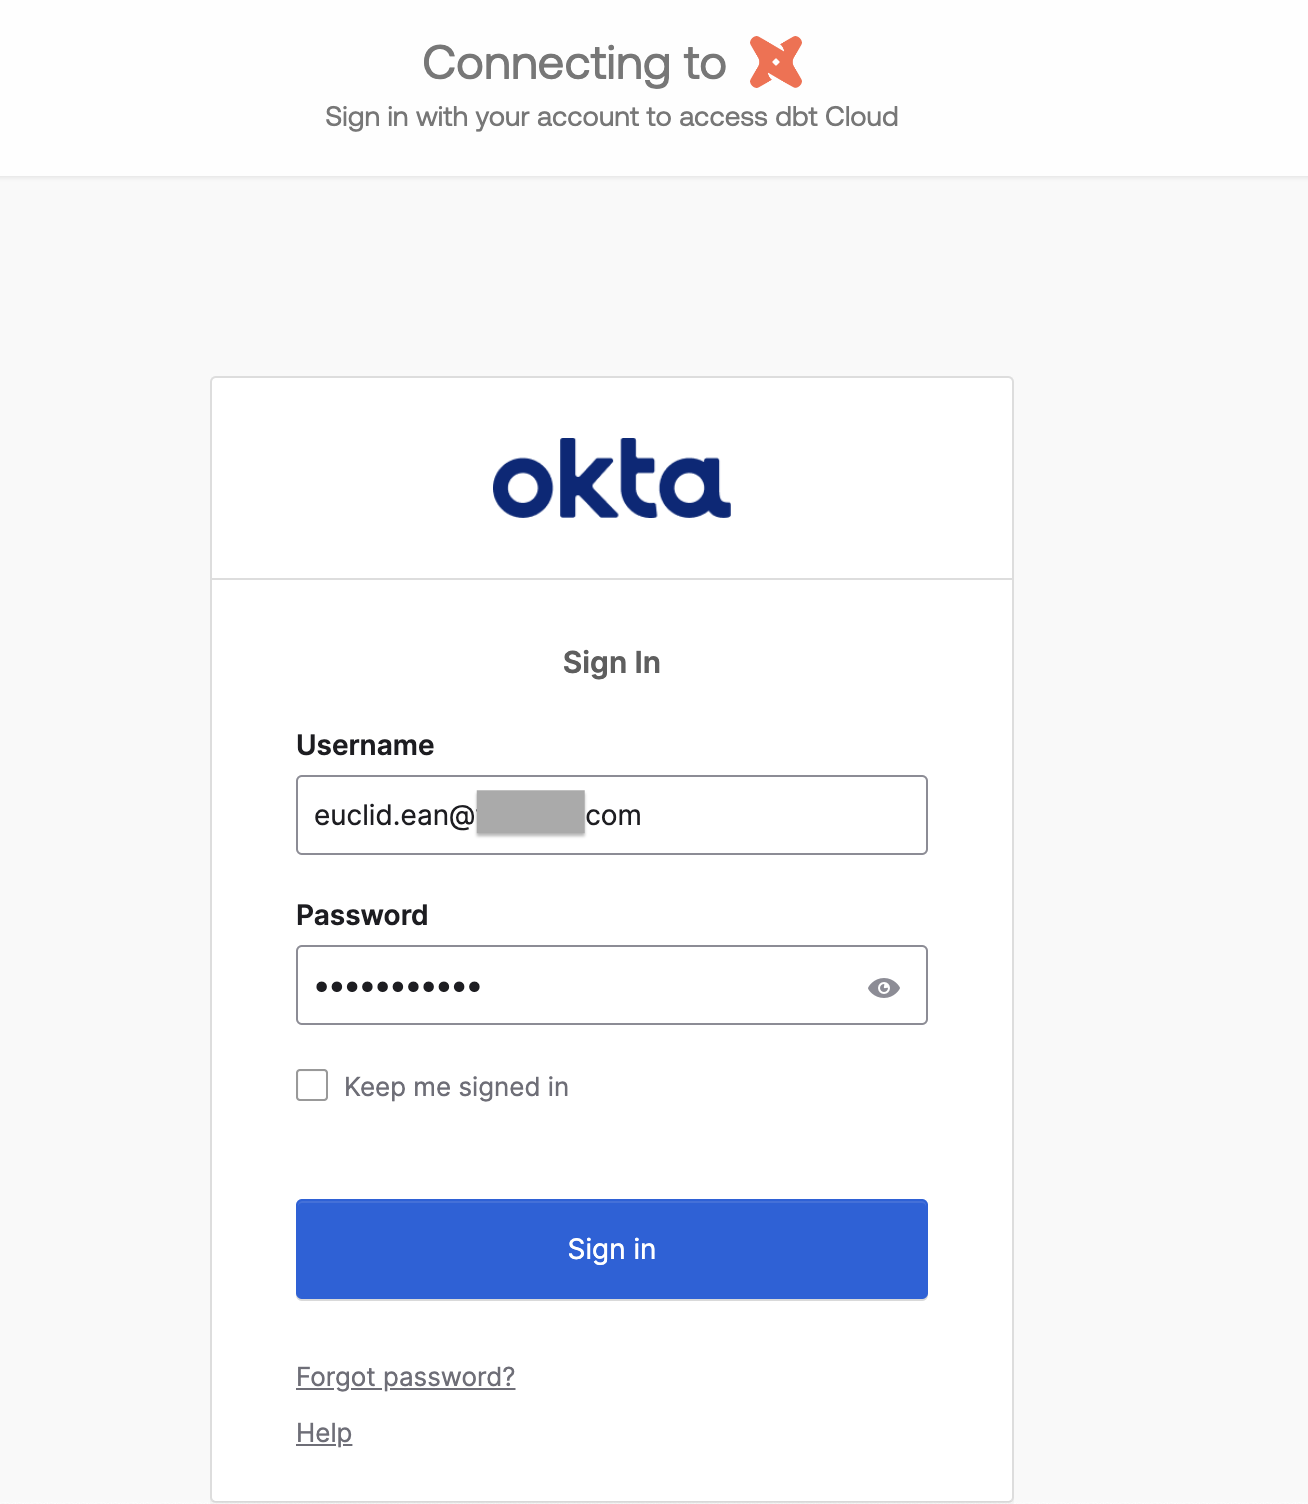 Connecting to
Sign in with your account to access dbt Cloud
okta
Sign In
Username
euclid.ean@ com
Password
•••••••••••
Keep me signed in
Sign in
Forgot password?
Help